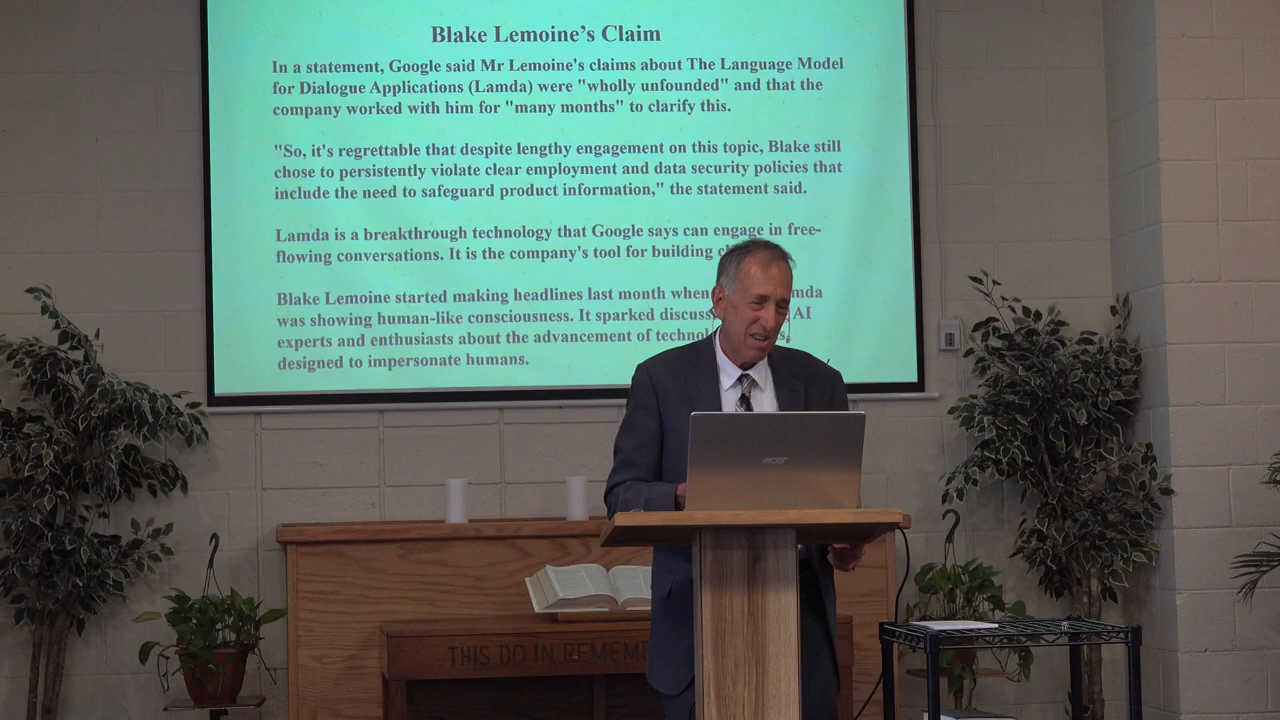 Blake Lemoine's Claim
In a statement, Google said Mr Lemoine's claims about The Language Model
for Dialogue Applications (Lamda) were "wholly unfounded" and that the
company worked with him for "many months" to clarify this.
"So, it's regrettable that despite lengthy engagement on this topic, Blake still
chose to persistently violate clear employment and data security policies that
include the need to safeguard product information," the statement said.
Lamda is a breakthrough technology that Google says can engage in free-
flowing conversations. It is the company's tool for building
Blake Lemoine started making headlines last month when
was showing human-like consciousness. It sparked AI
experts and enthusiasts about the advancement of
designed to impersonate humans.
acer
THIS DO IN